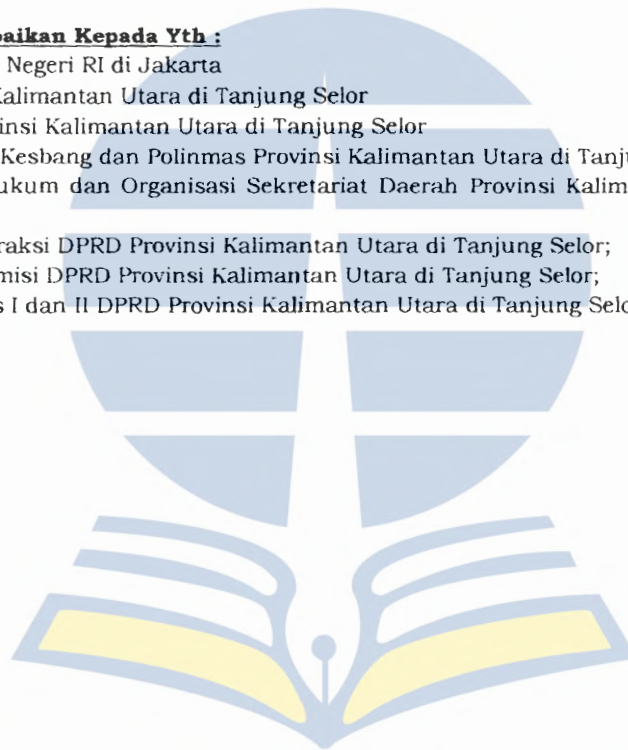 paikan Kepada Yth :
Negeri RI di Jakarta
Kalimantan Utara di Tanjung Selor
insi Kalimantan Utara di Tanjung Selor
Kesbang dan Polinmas Provinsi Kalimantan Utara di Tanju
ukum dan Organisasi Sekretariat Daerah Provinsi Kalim
raksi DPRD Provinsi Kalimantan Utara di Tanjung Selor;
misi DPRD Provinsi Kalimantan Utara di Tanjung Selor;
s I dan II DPRD Provinsi Kalimantan Utara di Tanjung Selo